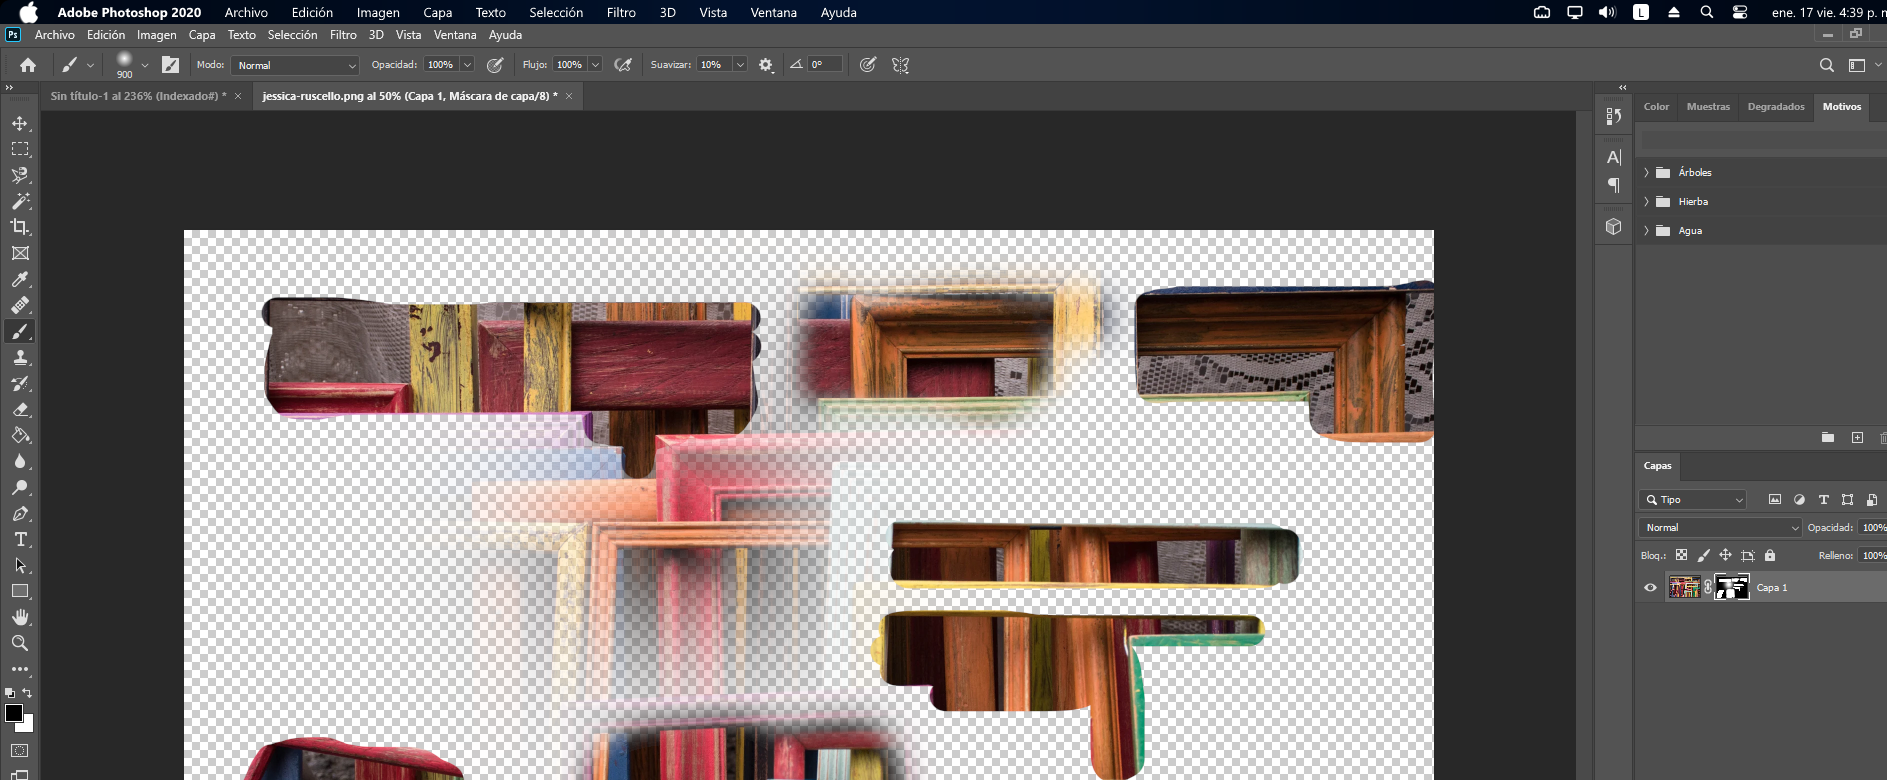 Adobe Photoshop 2020 Archivo Edición Imagen Capa Texto Selección Filtro 3D Vista Ventana Ayuda L ene. 17 vie. 4:39 p.
Ps Archivo Edición Imagen Capa Texto Selección Filtro 3D Vista Ventana Ayuda
900 Modo: Normal Opacidad: 100% Flujo: 100% Suavizar: 10% 0°
Sin título-1 al 236% (Indexado#) * × jessica-ruscello.png al 50% (Capa 1, Máscara de capa/8) * ×
Color Muestras Degradados Motivos
Árboles
Hierba
Agua
Capas
Tipo
Normal Opacidad: 100%
Bloq.: Relleno: 100%
Capa 1